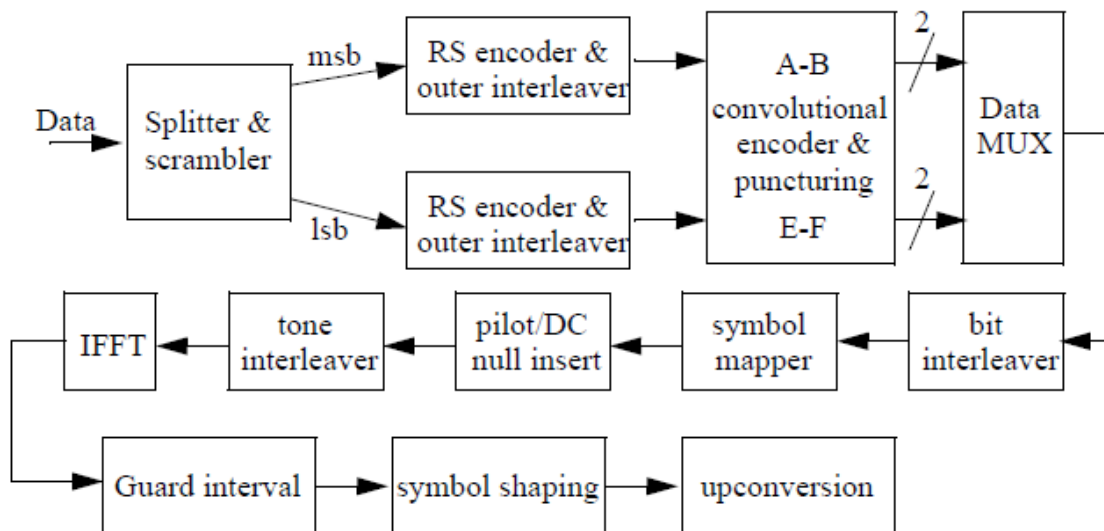 Data
Splitter &
scrambler
msb
lsb
RS encoder &
outer interleaver
RS encoder &
outer interleaver
A-B
convolutional
encoder &
puncturing
E-F
2
2
Data
MUX
IFFT
tone
interleaver
pilot/DC
null insert
symbol
mapper
bit
interleaver
Guard interval
symbol shaping
upconversion